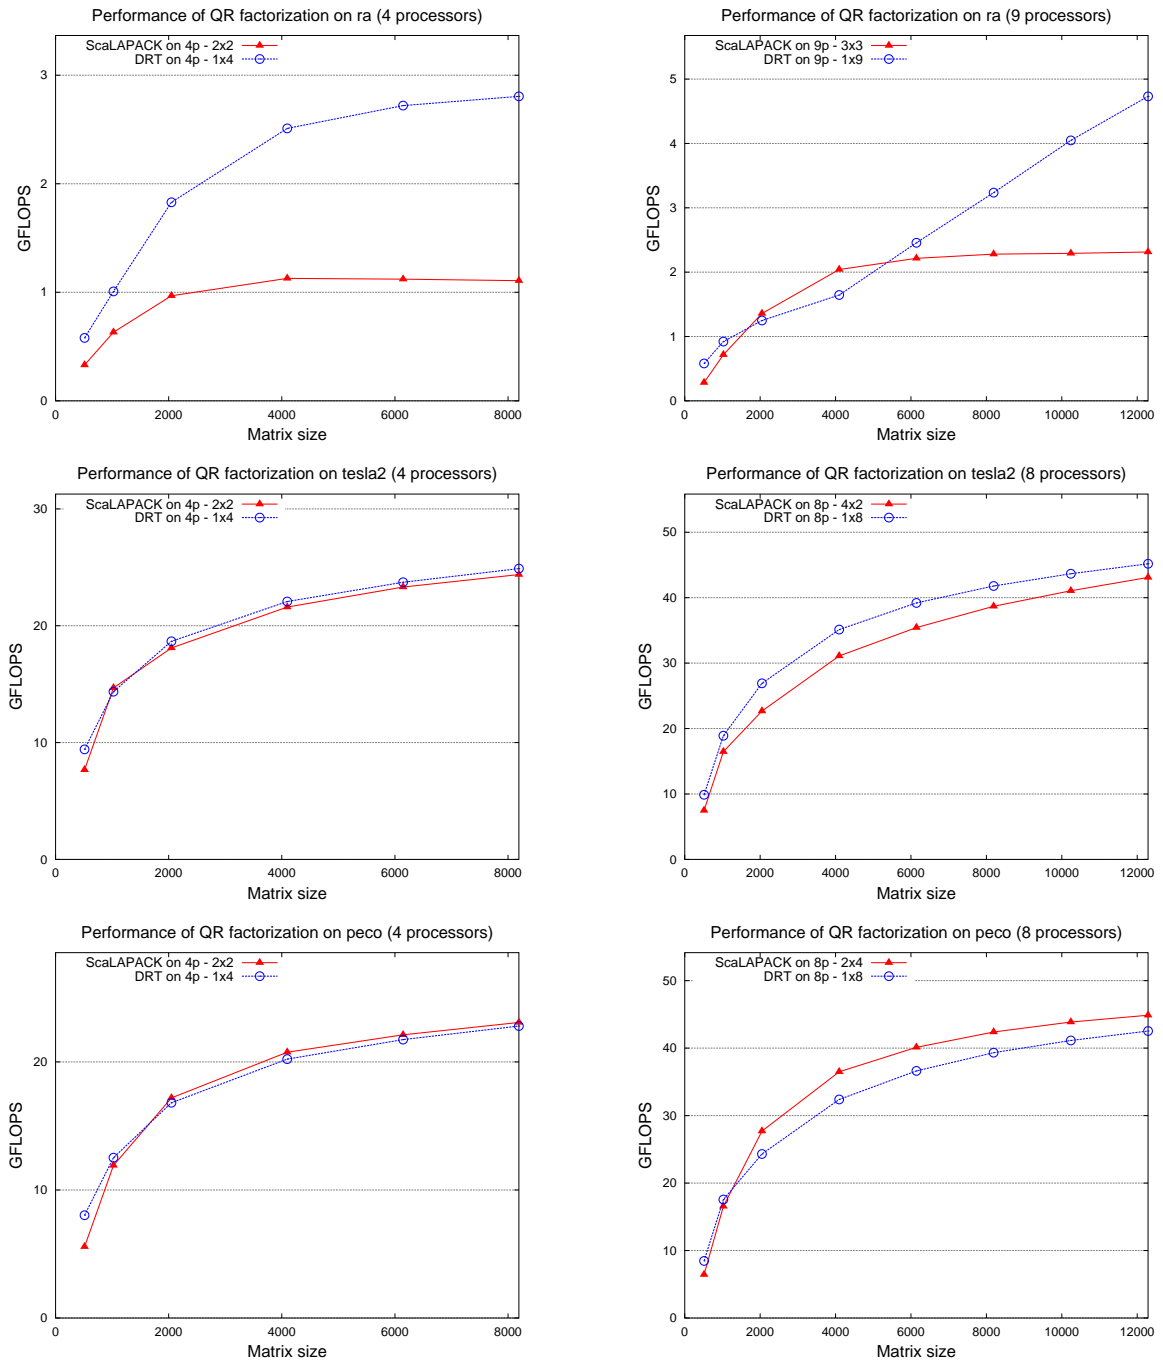 Performance of QR factorization on ra (4 processors)
ScaLAPACK on 4p - 2x2
DRT on 4p - 1x4
GFLOPS
3
2
1
0
0 2000 4000 6000 8000
Matrix size
Performance of QR factorization on ra (9 processors)
ScaLAPACK on 9p - 3x3
DRT on 9p - 1x9
GFLOPS
5
4
3
2
1
0
0 2000 4000 6000 8000 10000 12000
Matrix size
Performance of QR factorization on tesla2 (4 processors)
ScaLAPACK on 4p - 2x2
DRT on 4p - 1x4
GFLOPS
30
20
10
0
0 2000 4000 6000 8000
Matrix size
Performance of QR factorization on tesla2 (8 processors)
ScaLAPACK on 8p - 4x2
DRT on 8p - 1x8
GFLOPS
50
40
30
20
10
0
0 2000 4000 6000 8000 10000 12000
Matrix size
Performance of QR factorization on peco (4 processors)
ScaLAPACK on 4p - 2x2
DRT on 4p - 1x4
GFLOPS
20
10
0
0 2000 4000 6000 8000
Matrix size
Performance of QR factorization on peco (8 processors)
ScaLAPACK on 8p - 2x4
DRT on 8p - 1x8
GFLOPS
50
40
30
20
10
0
0 2000 4000 6000 8000 10000 12000
Matrix size